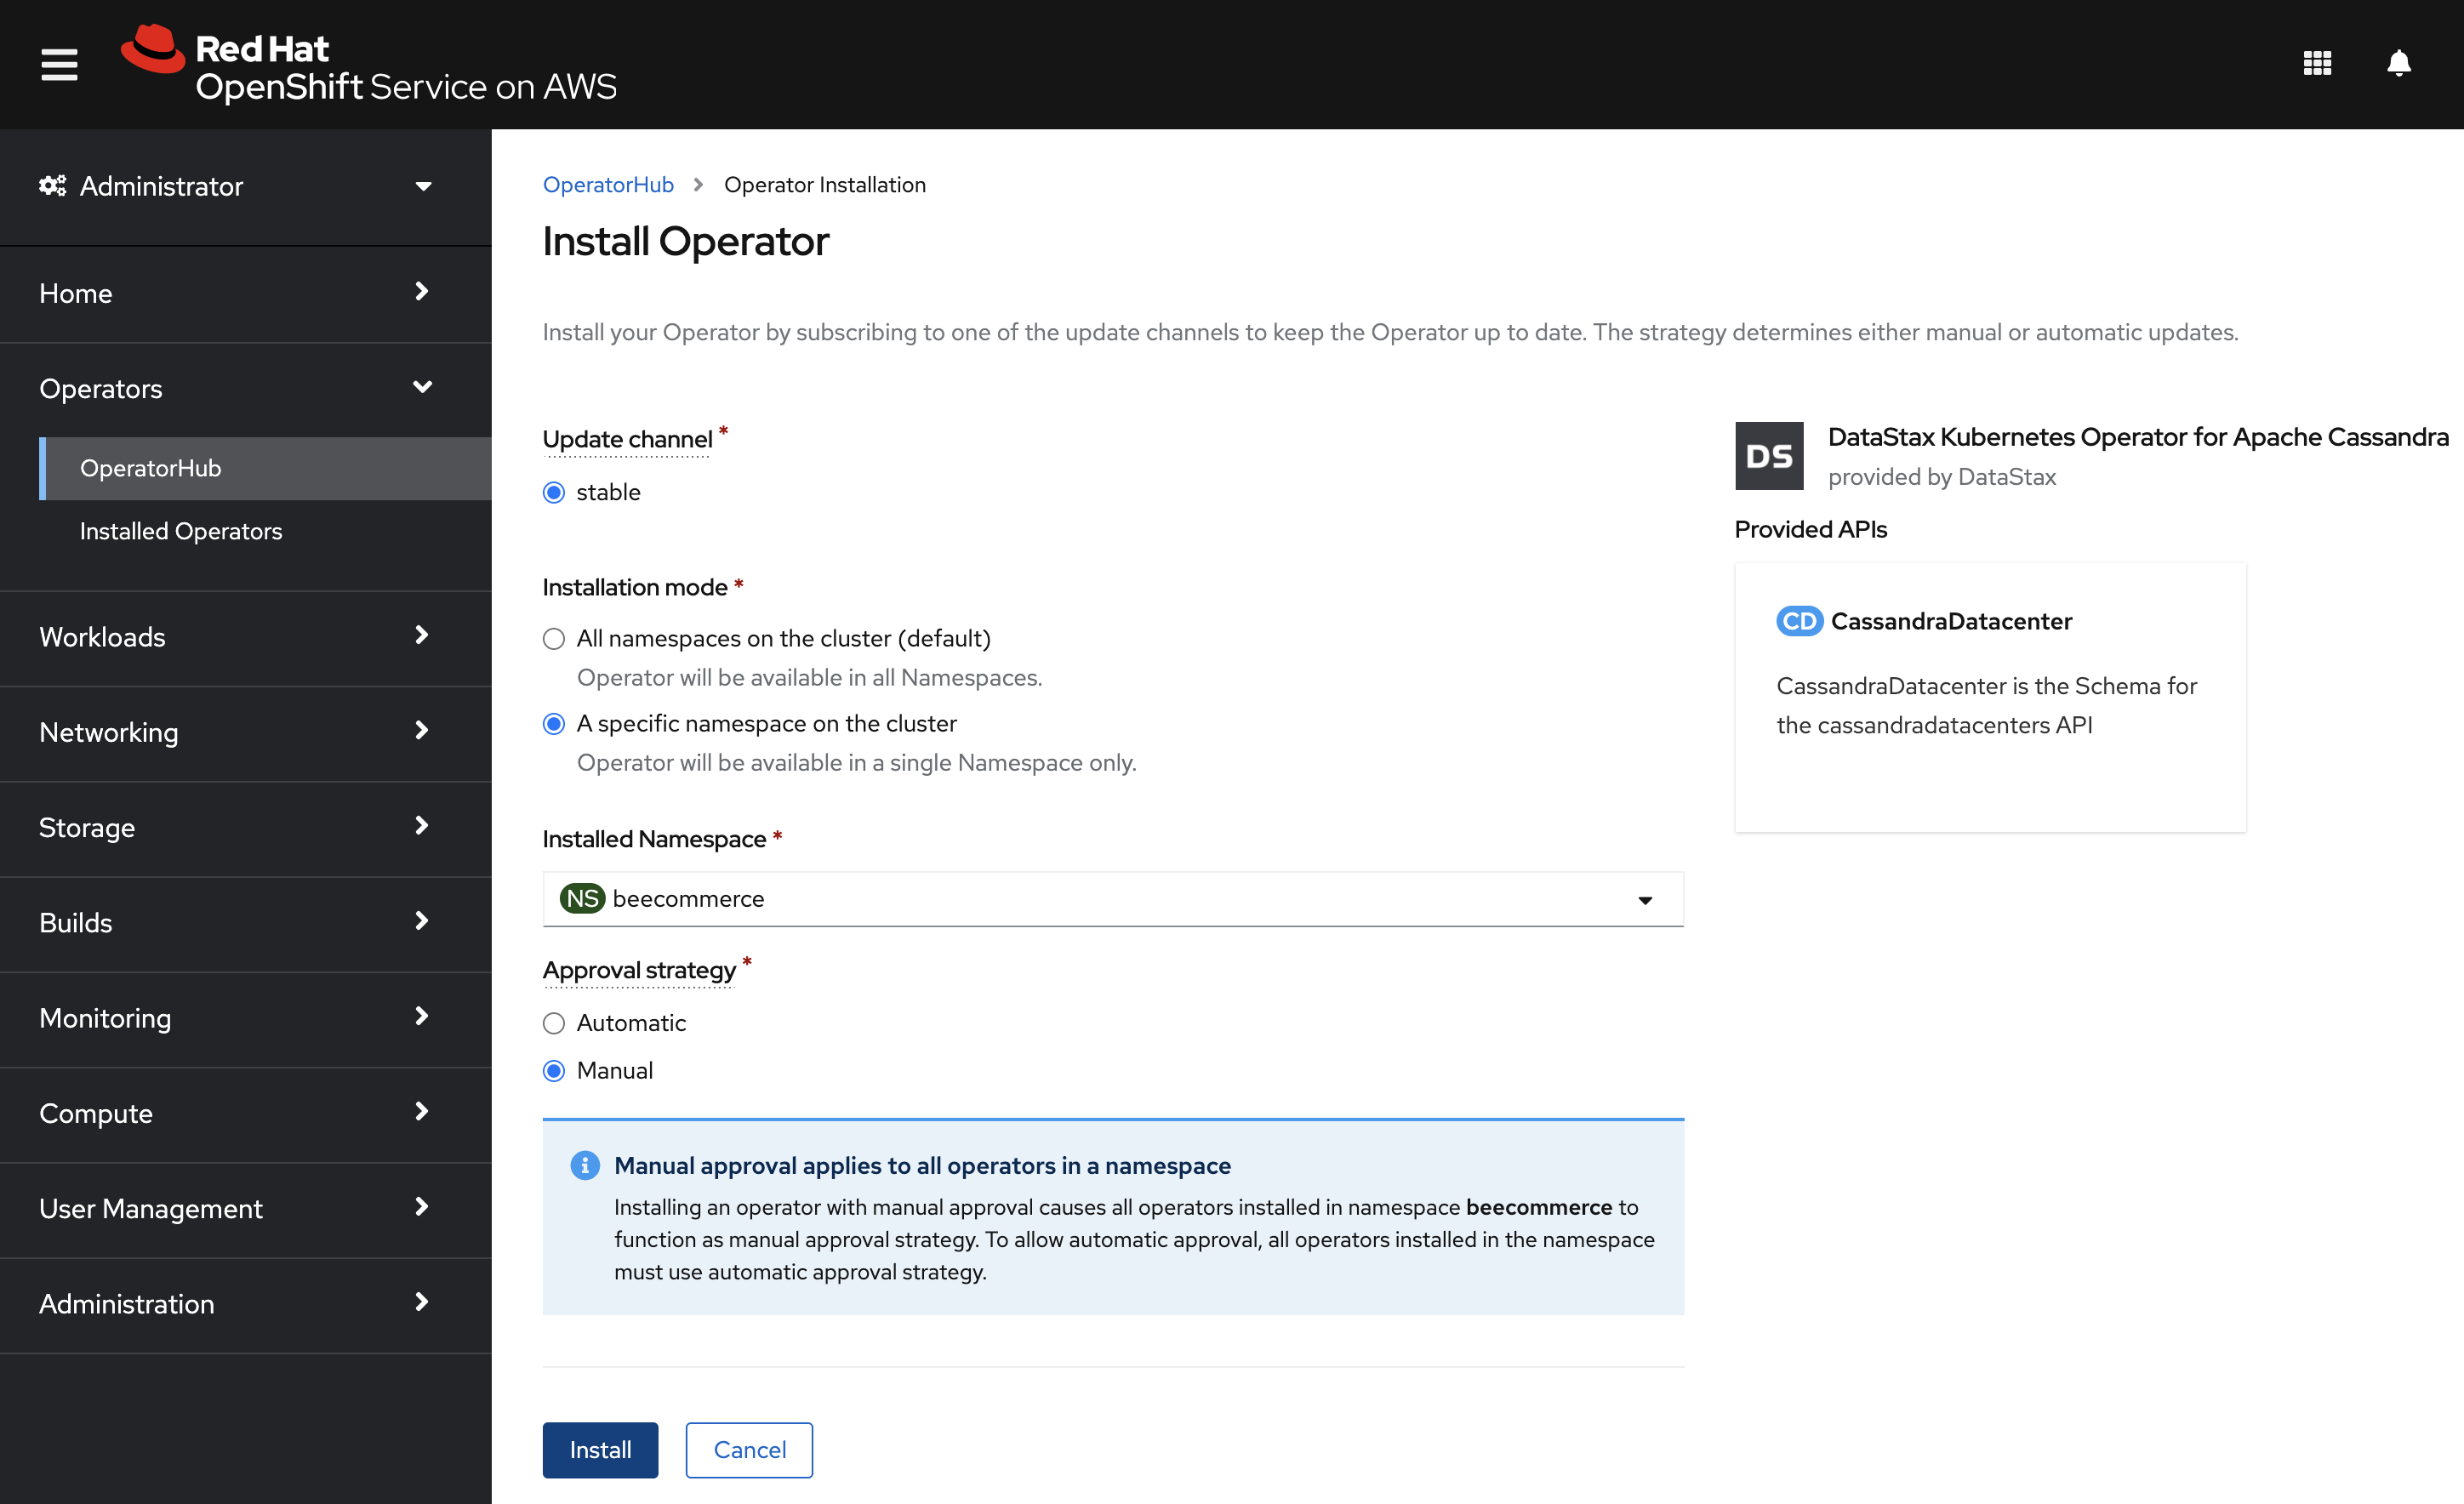 Red Hat
OpenShift Service on AWS
Administrator
Home
Operators
OperatorHub
Installed Operators
Workloads
Networking
Storage
Builds
Monitoring
Compute
User Management
Administration
OperatorHub > Operator Installation
Install Operator
Install your Operator by subscribing to one of the update channels to keep the Operator up to date. The strategy determines either manual or automatic updates.
Update channel *
stable
Installation mode *
All namespaces on the cluster (default)
Operator will be available in all Namespaces.
A specific namespace on the cluster
Operator will be available in a single Namespace only.
Installed Namespace *
NS beecommerce
Approval strategy *
Automatic
Manual
Manual approval applies to all operators in a namespace
Installing an operator with manual approval causes all operators installed in namespace beecommerce to
function as manual approval strategy. To allow automatic approval, all operators installed in the namespace
must use automatic approval strategy.
Install
Cancel
DS
DataStax Kubernetes Operator for Apache Cassandra
provided by DataStax
Provided APIs
CD CassandraDatacenter
CassandraDatacenter is the Schema for
the cassandradatacenters API